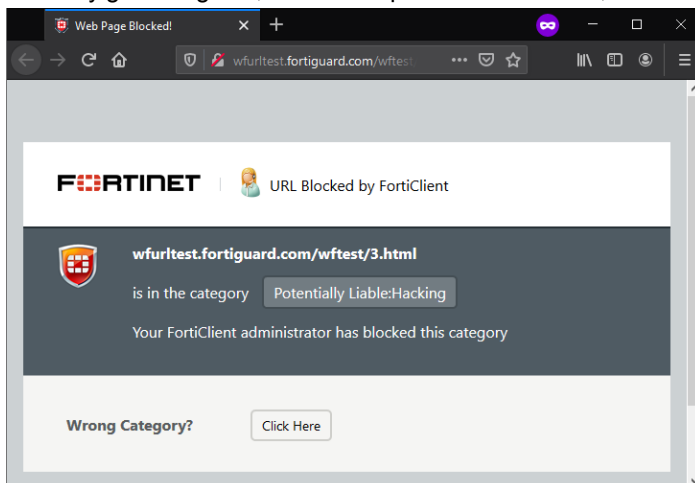 Web Page Blocked!
wfurltest.fortiguard.com/wftest
FORTINET
URL Blocked by FortiClient
wfurltest.fortiguard.com/wftest/3.html
is in the category Potentially Liable:Hacking
Your FortiClient administrator has blocked this category
Wrong Category? Click Here